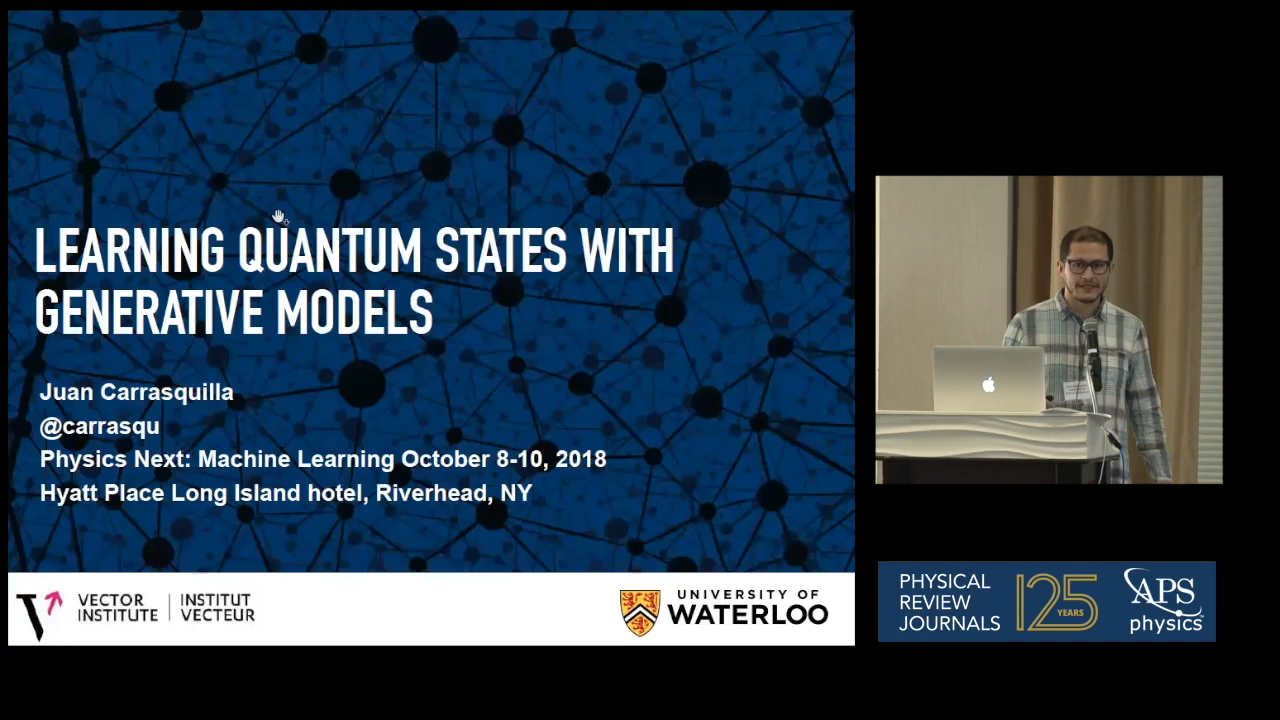 LEARNING QUANTUM STATES WITH
GENERATIVE MODELS
Juan Carrasquilla
@carrasqu
Physics Next: Machine Learning October 8-10, 2018
Hyatt Place Long Island hotel, Riverhead, NY
VECTOR
INSTITUTE
INSTITUT
VECTEUR
UNIVERSITY OF
WATERLOO
PHYSICAL
REVIEW
JOURNALS
125
YEARS
APS
physics